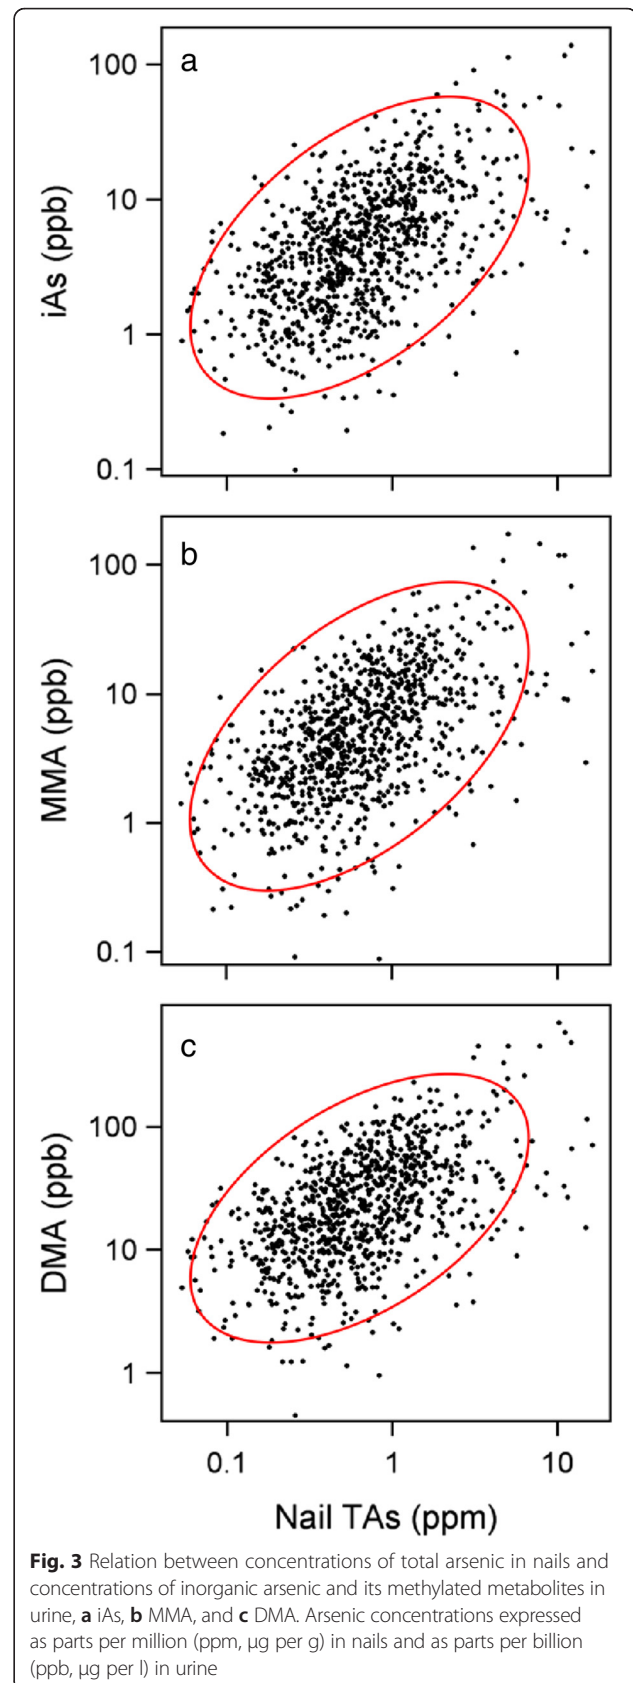 a
100
10
1
0.1
iAs (ppb)
b
100
10
1
0.1
MMA (ppb)
c
100
10
1
DMA (ppb)
0.1 1 10
Nail TAs (ppm)
Fig. 3 Relation between concentrations of total arsenic in nails and
concentrations of inorganic arsenic and its methylated metabolites in
urine, a iAs, b MMA, and c DMA. Arsenic concentrations expressed
as parts per million (ppm, µg per g) in nails and as parts per billion
(ppb, µg per l) in urine